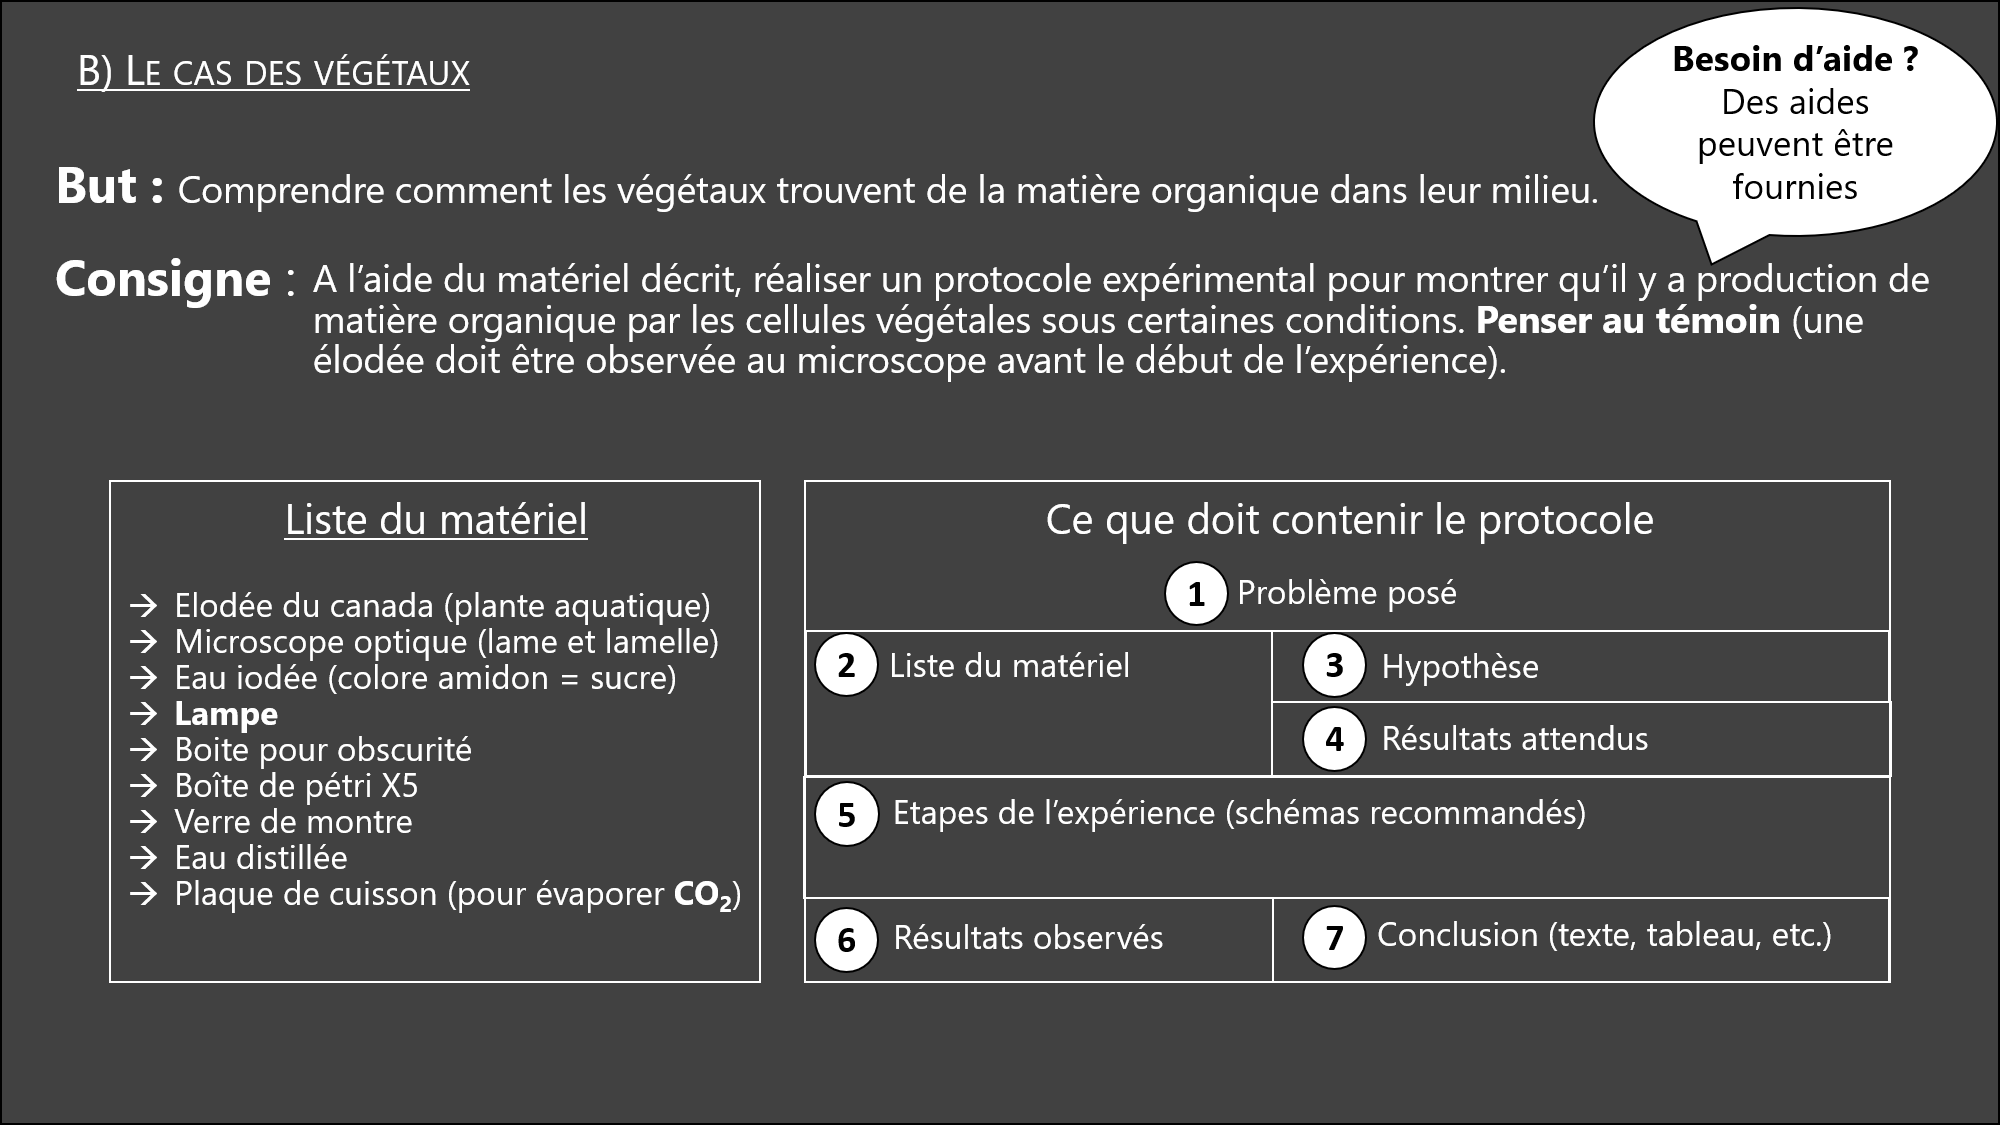 B) LE CAS DES VÉGÉTAUX
Besoin d’aide ?
Des aides
peuvent être
fournies
But : Comprendre comment les végétaux trouvent de la matière organique dans leur milieu.
Consigne : A l’aide du matériel décrit, réaliser un protocole expérimental pour montrer qu’il y a production de
matière organique par les cellules végétales sous certaines conditions. Penser au témoin (une
élodée doit être observée au microscope avant le début de l’expérience).
Liste du matériel
→ Elodée du canada (plante aquatique)
→ Microscope optique (lame et lamelle)
→ Eau iodée (colore amidon = sucre)
→ Lampe
→ Boite pour obscurité
→ Boîte de pétri X5
→ Verre de montre
→ Eau distillée
→ Plaque de cuisson (pour évaporer CO₂)
Ce que doit contenir le protocole
1 Problème posé
2 Liste du matériel
3 Hypothèse
4 Résultats attendus
5 Etapes de l’expérience (schémas recommandés)
6 Résultats observés
7 Conclusion (texte, tableau, etc.)